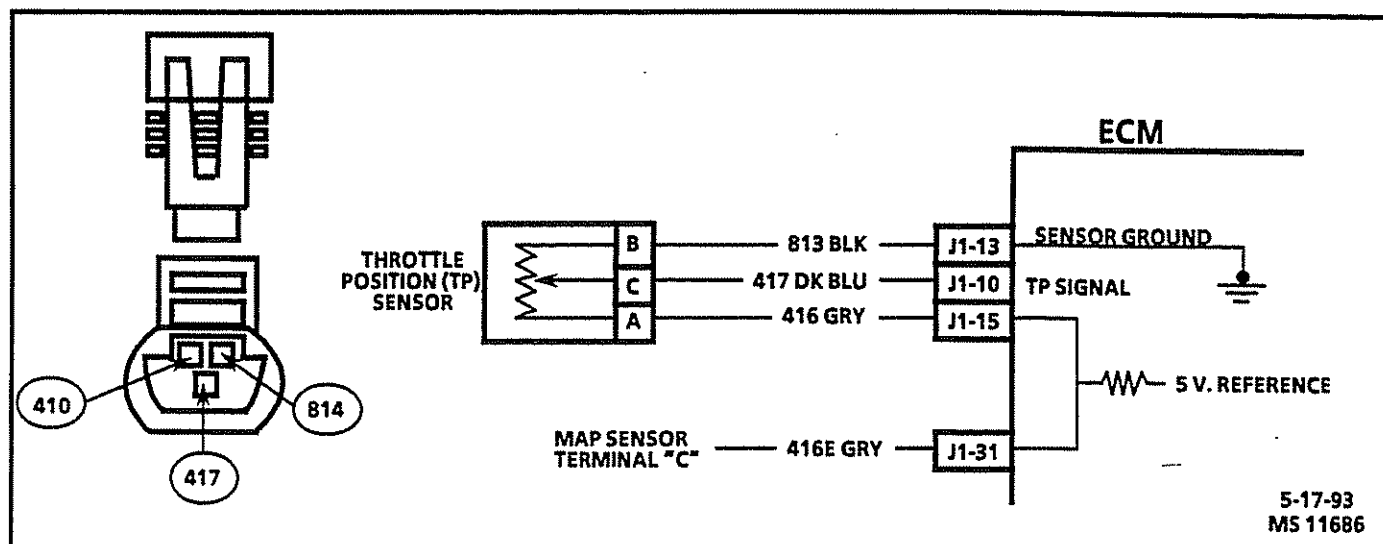 ECM
THROTTLE
POSITION (TP)
SENSOR
B
813 BLK
J1-13
SENSOR GROUND
C
417 DK BLU
J1-10
TP SIGNAL
A
416 GRY
J1-15
5 V. REFERENCE
MAP SENSOR
TERMINAL "C"
416E GRY
J1-31
410
814
417
5-17-93
MS 11686